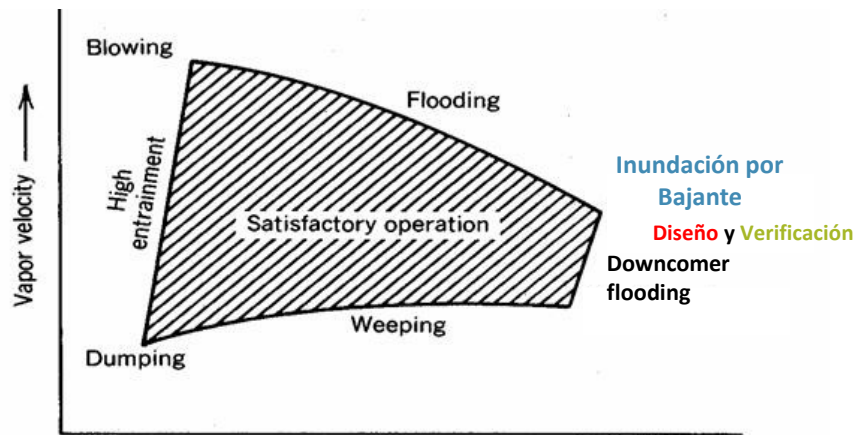 Blowing
Flooding
Vapor velocity
High
entrainment
Satisfactory operation
Inundación por
Bajante
Diseño y Verificación
Downcomer
flooding
Weeping
Dumping